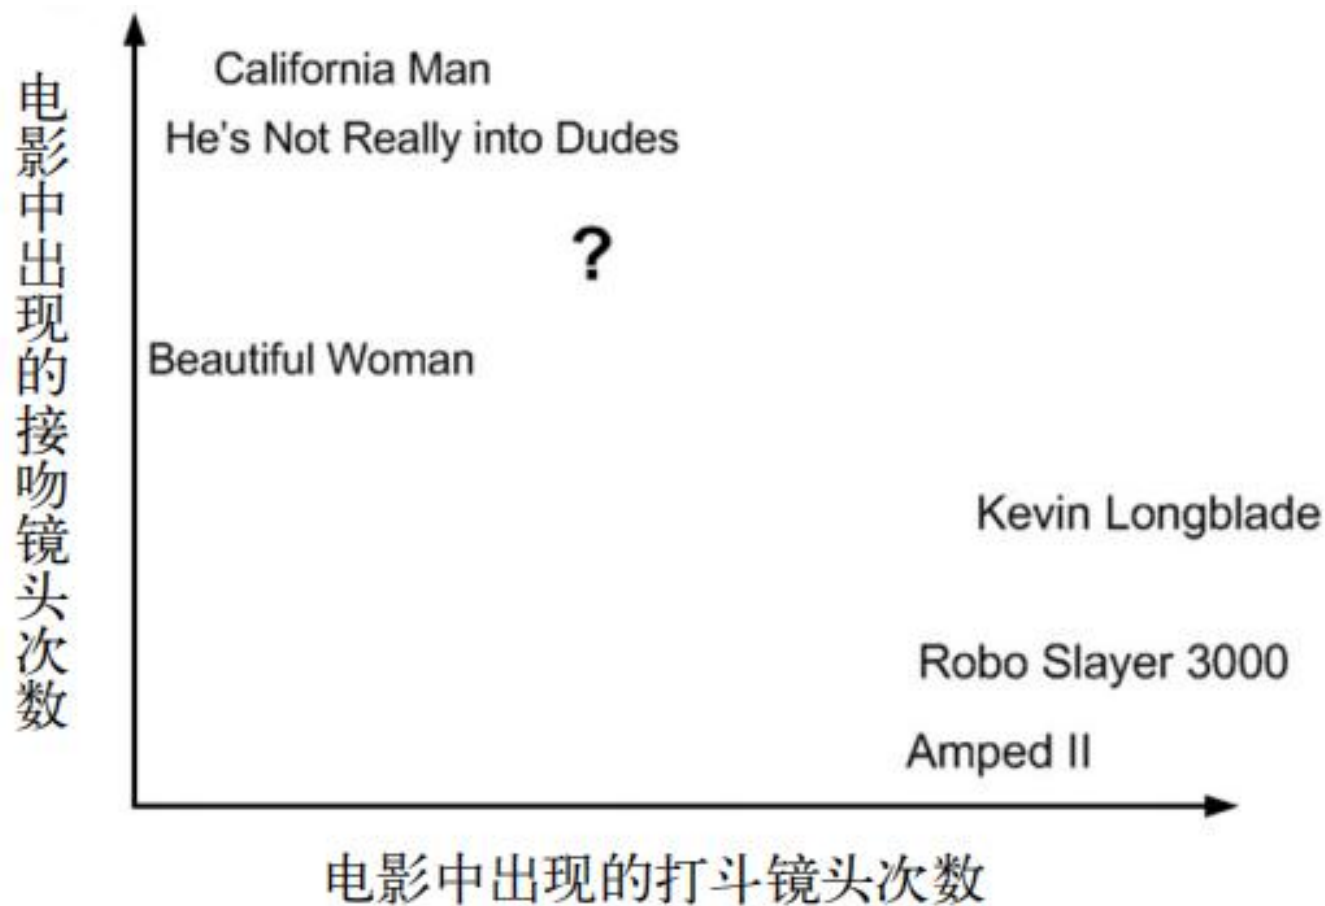 California Man
He's Not Really into Dudes
?
Beautiful Woman
Kevin Longblade
Robo Slayer 3000
Amped II
电影中出现的接吻镜头次数
电影中出现的打斗镜头次数